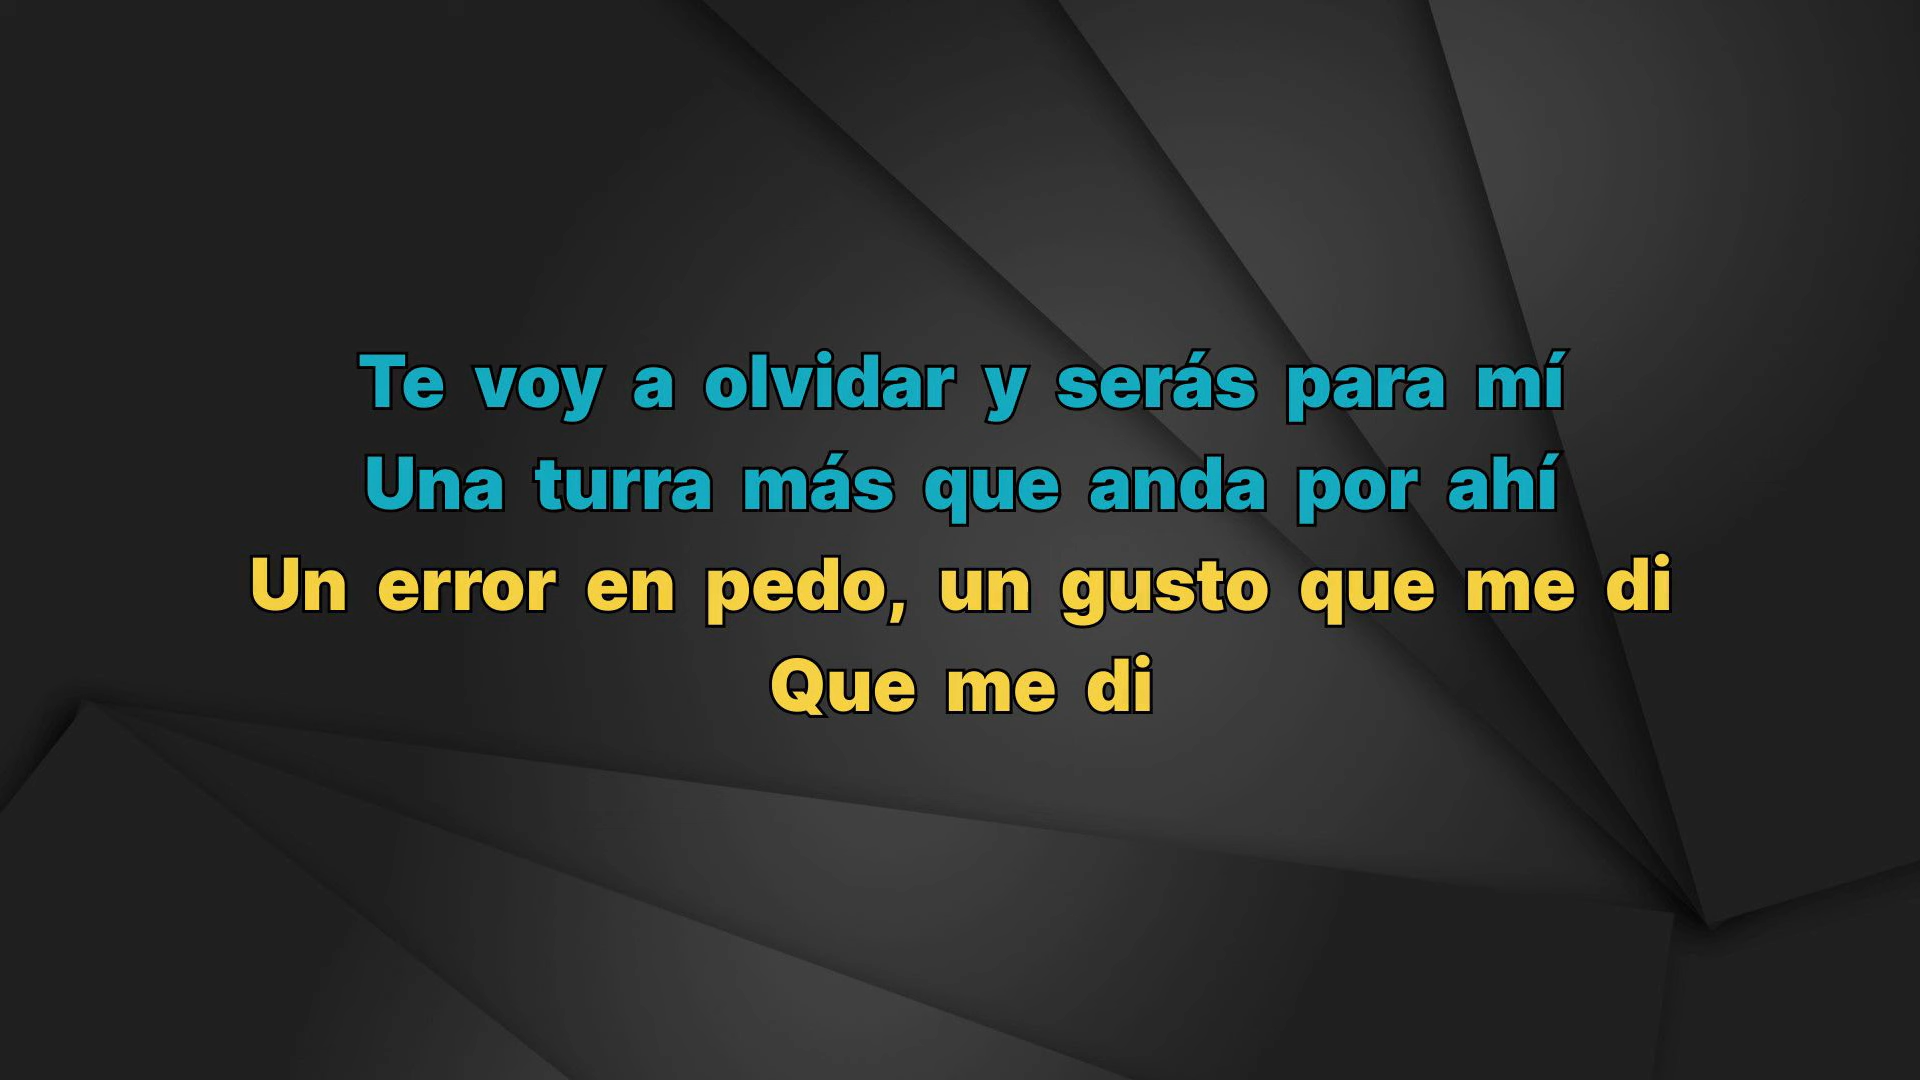 Te voy a olvidar y serás para mí
Una turra más que anda por ahí
Un error en pedo, un gusto que me di
Que me di